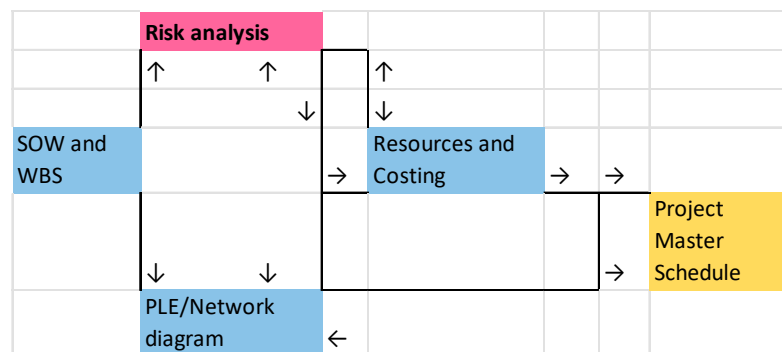 Risk analysis
↑ ↑ ↑
↓ ↓
SOW and
WBS
Resources and
Costing
→ → →
Project
Master
Schedule
↓ ↓ →
PLE/Network
diagram
←